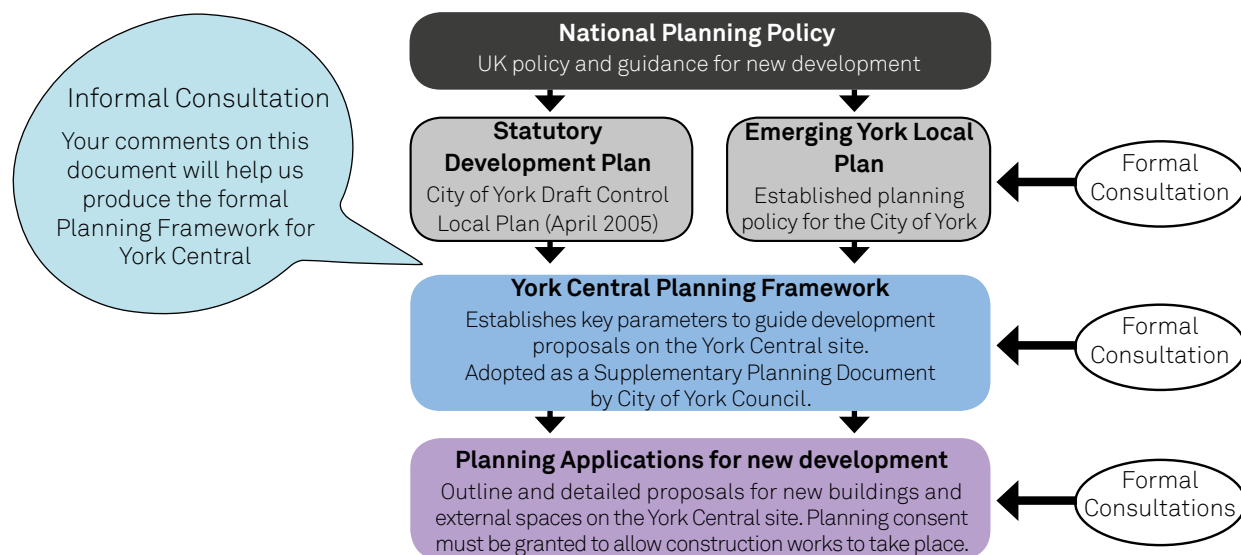 National Planning Policy
UK policy and guidance for new development
Informal Consultation
Your comments on this
document will help us
produce the formal
Planning Framework for
York Central
Statutory
Development Plan
City of York Draft Control
Local Plan (April 2005)
Emerging York Local
Plan
Established planning
policy for the City of York
Formal
Consultation
York Central Planning Framework
Establishes key parameters to guide development
proposals on the York Central site.
Adopted as a Supplementary Planning Document
by City of York Council.
Formal
Consultation
Planning Applications for new development
Outline and detailed proposals for new buildings and
external spaces on the York Central site. Planning consent
must be granted to allow construction works to take place.
Formal
Consultations